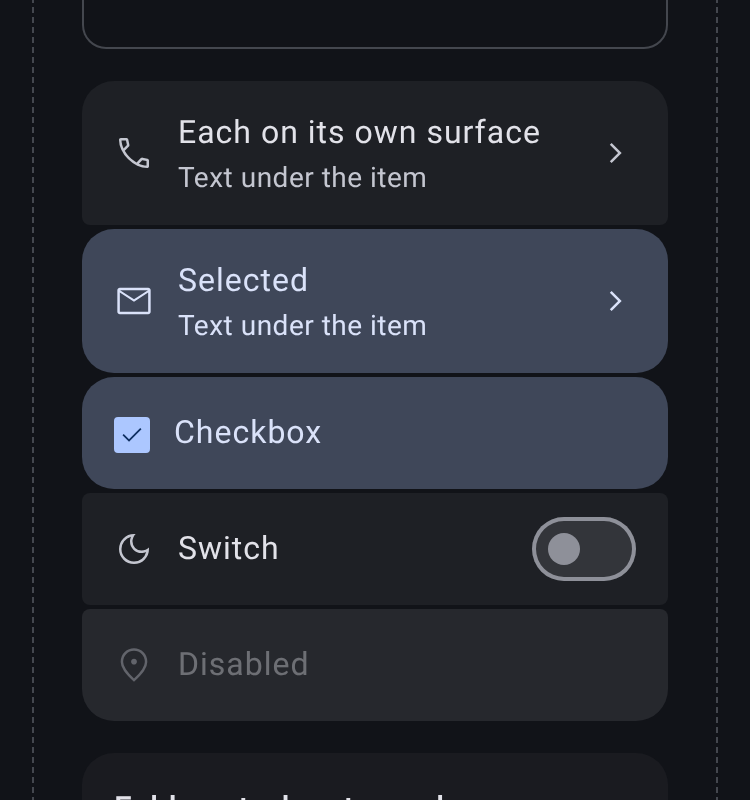 Each on its own surface
Text under the item
Selected
Text under the item
Checkbox
Switch
Disabled